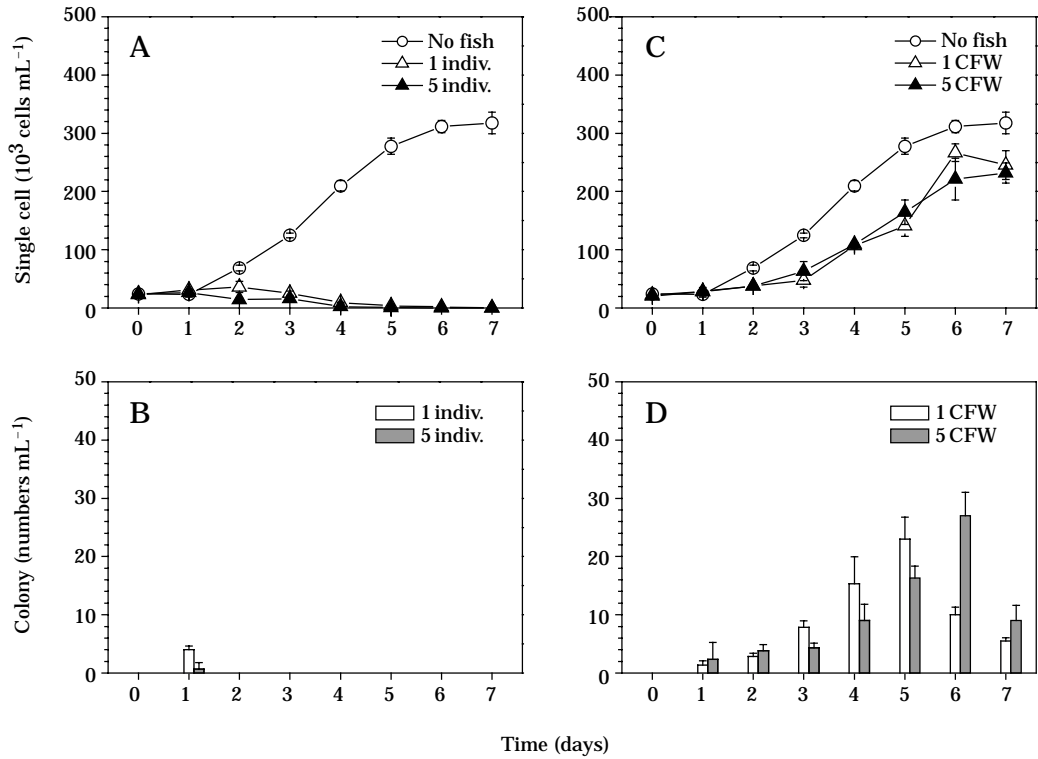 500
400
300
200
100
0
Single cell (10³ cells mL⁻¹)
A
No fish
1 indiv.
5 indiv.
0 1 2 3 4 5 6 7
500
400
300
200
100
0
C
No fish
1 CFW
5 CFW
0 1 2 3 4 5 6 7
50
40
30
20
10
0
Colony (numbers mL⁻¹)
B
1 indiv.
5 indiv.
0 1 2 3 4 5 6 7
50
40
30
20
10
0
D
1 CFW
5 CFW
0 1 2 3 4 5 6 7
Time (days)